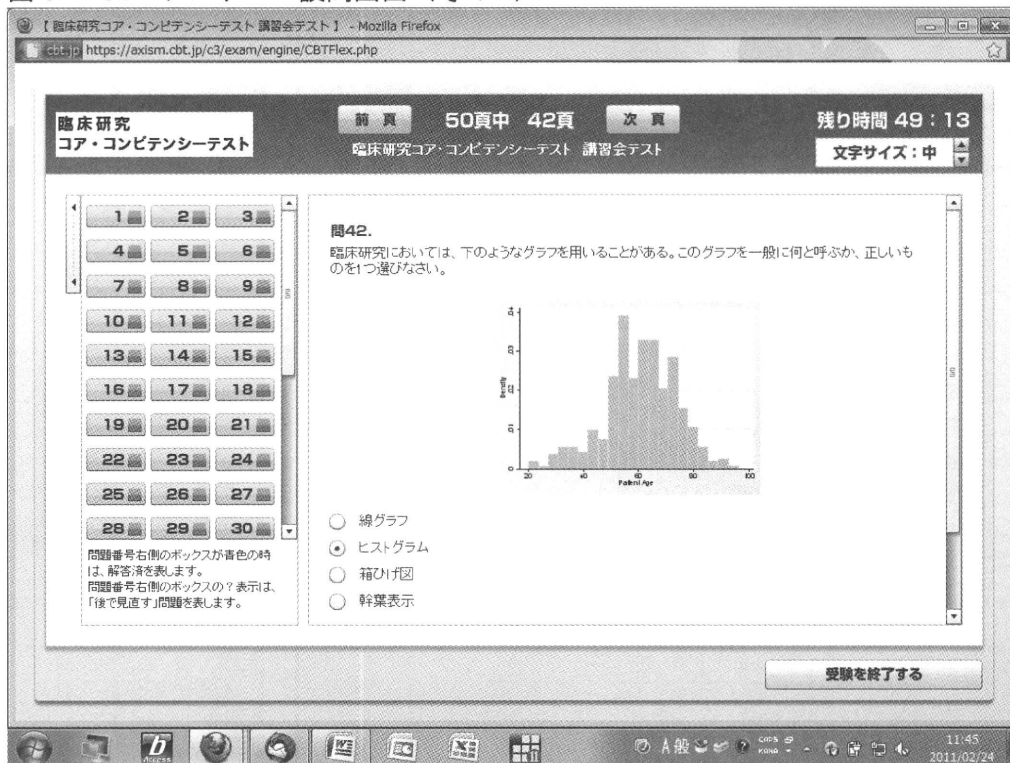 【 臨床研究コア・コンピテンシーテスト 講習会テスト 】 - Mozilla Firefox
cbt.jp https://axism.cbt.jp/c3/exam/engine/CBTFlex.php
臨床研究
コア・コンピテンシーテスト
前 頁 50頁中 42頁 次 頁
臨床研究コア・コンピテンシーテスト 講習会テスト
残り時間 49：13
文字サイズ：中
1 2 3
4 5 6
7 8 9
10 11 12
13 14 15
16 17 18
19 20 21
22 23 24
25 26 27
28 29 30
問題番号右側のボックスが青色の時
は、解答済を表します。
問題番号右側のボックスの？表示は、
「後で見直す」問題を表します。
問42.
臨床研究においては、下のようなグラフを用いることがある。このグラフを一般に何と呼ぶか、正しいも
のを1つ選びなさい。
Density
20 40 60 80 100
Patient Age
線グラフ
ヒストグラム
箱ひげ図
幹葉表示
受験を終了する
b
Access
A 般
CAPS
KANA
11:45
2011/02/24